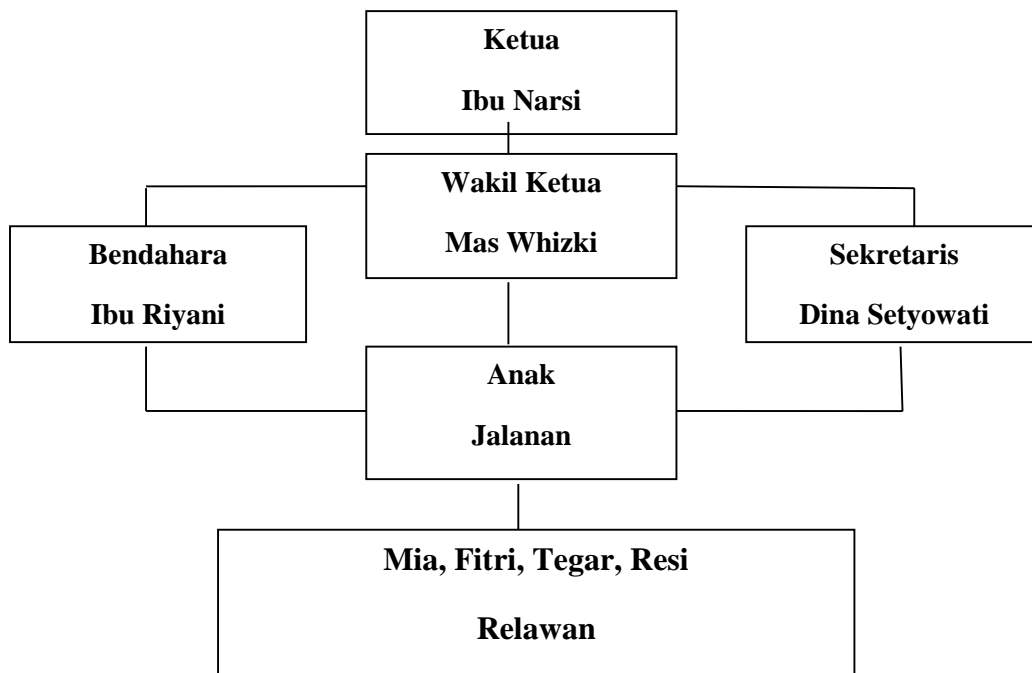 Ketua
Ibu Narsi
Wakil Ketua
Mas Whizki
Bendahara
Ibu Riyani
Sekretaris
Dina Setyowati
Anak
Jalanan
Mia, Fitri, Tegar, Resi
Relawan